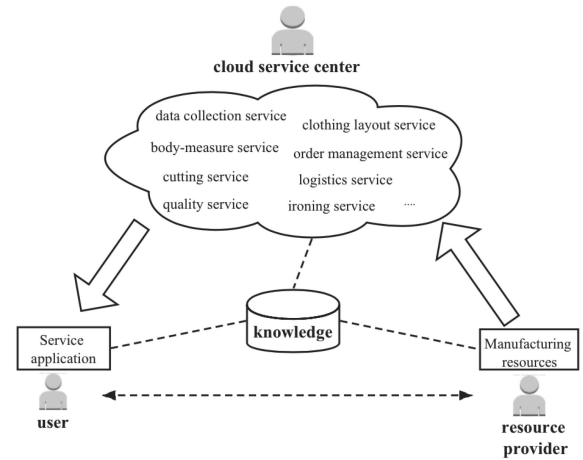 cloud service center
data collection service
clothing layout service
body-measure service
order management service
cutting service
logistics service
quality service
ironing service
....
knowledge
Service
application
Manufacturing
resources
user
resource
provider